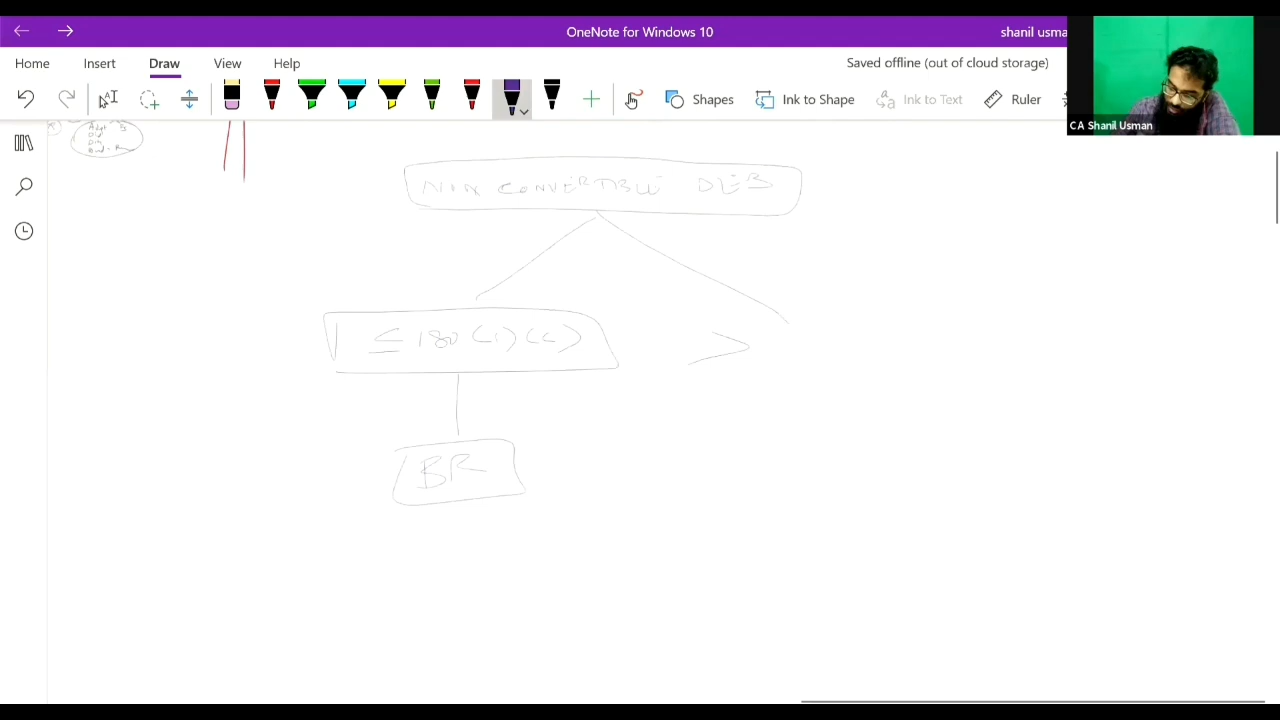 OneNote for Windows 10
shanil usma
Home
Insert
Draw
View
Help
Saved offline (out of cloud storage)
Shapes
Ink to Shape
Ink to Text
Ruler
CA Shanil Usman
NON CONVERTIBLE DEB
≤ 180 (1) (c)
>
BR